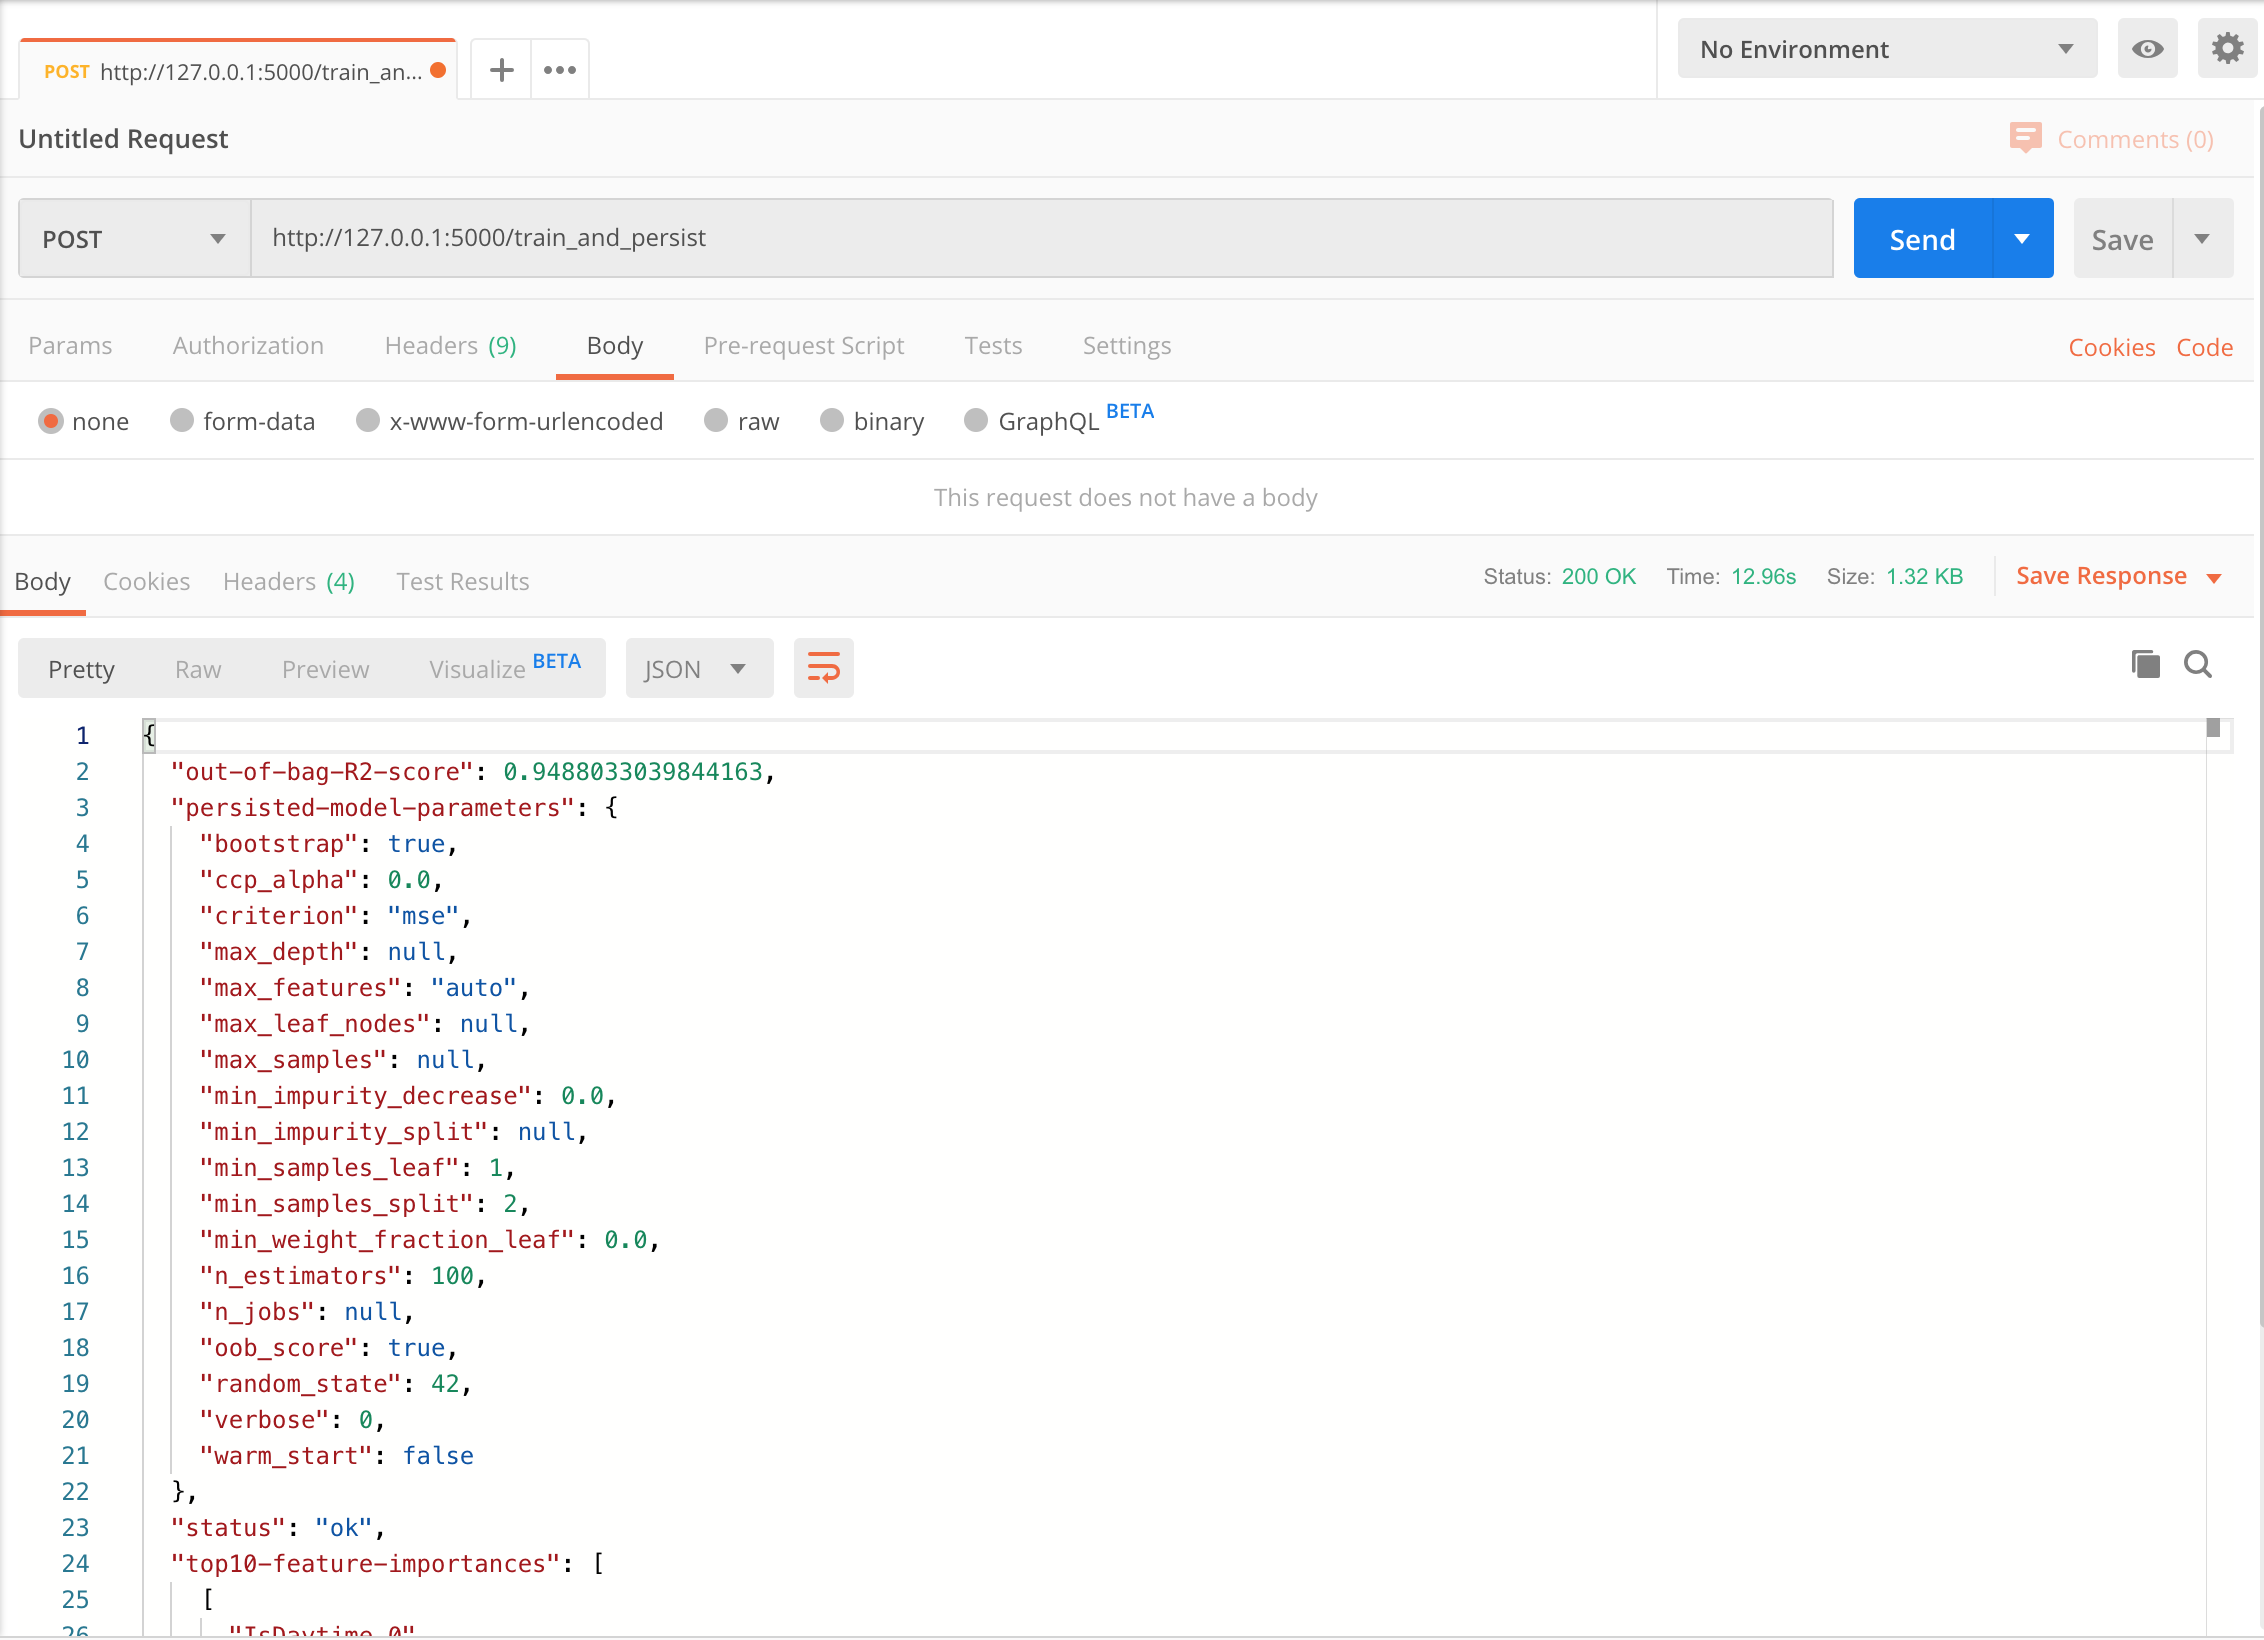 POST http://127.0.0.1:5000/train_an...
No Environment
Untitled Request
Comments (0)
POST http://127.0.0.1:5000/train_and_persist Send Save
Params Authorization Headers (9) Body Pre-request Script Tests Settings Cookies Code
none form-data x-www-form-urlencoded raw binary GraphQL BETA
This request does not have a body
Body Cookies Headers (4) Test Results Status: 200 OK Time: 12.96s Size: 1.32 KB Save Response
Pretty Raw Preview Visualize BETA JSON
1 {
2 "out-of-bag-R2-score": 0.9488033039844163,
3 "persisted-model-parameters": {
4 "bootstrap": true,
5 "ccp_alpha": 0.0,
6 "criterion": "mse",
7 "max_depth": null,
8 "max_features": "auto",
9 "max_leaf_nodes": null,
10 "max_samples": null,
11 "min_impurity_decrease": 0.0,
12 "min_impurity_split": null,
13 "min_samples_leaf": 1,
14 "min_samples_split": 2,
15 "min_weight_fraction_leaf": 0.0,
16 "n_estimators": 100,
17 "n_jobs": null,
18 "oob_score": true,
19 "random_state": 42,
20 "verbose": 0,
21 "warm_start": false
22 },
23 "status": "ok",
24 "top10-feature-importances": [
25 [
26 "IsDaytime_0"